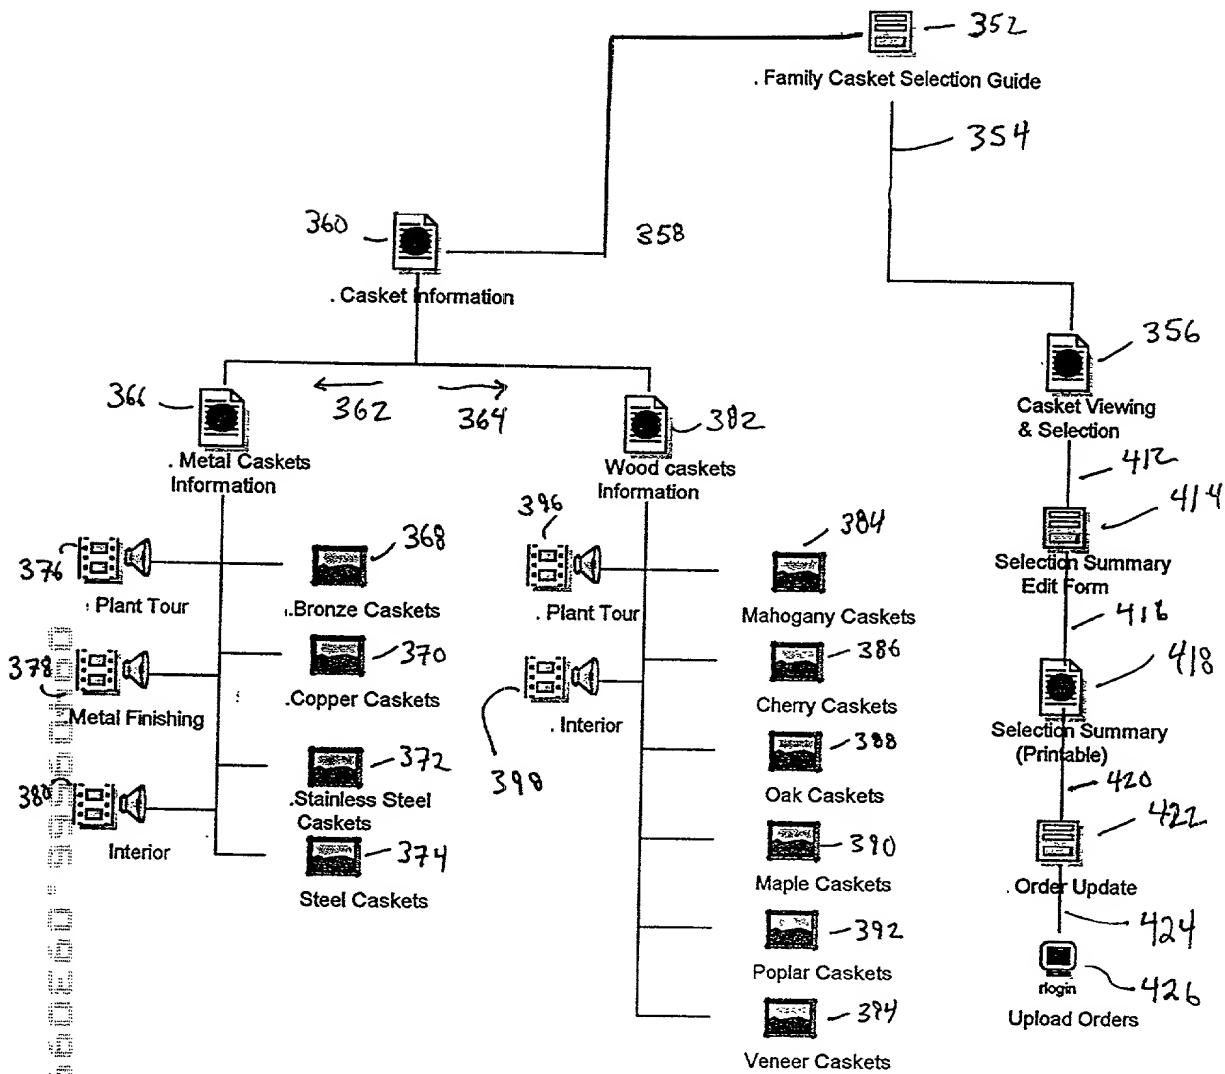 352
. Family Casket Selection Guide
354
360
358
. Casket Information
356
366
362
364
382
Casket Viewing
& Selection
. Metal Caskets
Information
Wood caskets
Information
412
414
396
384
368
376
Selection Summary
Edit Form
. Plant Tour
.Bronze Caskets
. Plant Tour
Mahogany Caskets
416
378
370
386
418
Metal Finishing
.Copper Caskets
. Interior
Cherry Caskets
Selection Summary
(Printable)
372
398
388
380
.Stainless Steel
Caskets
Oak Caskets
420
422
Interior
374
390
Steel Caskets
Maple Caskets
. Order Update
392
424
Poplar Caskets
rlogin
426
394
Upload Orders
Veneer Caskets